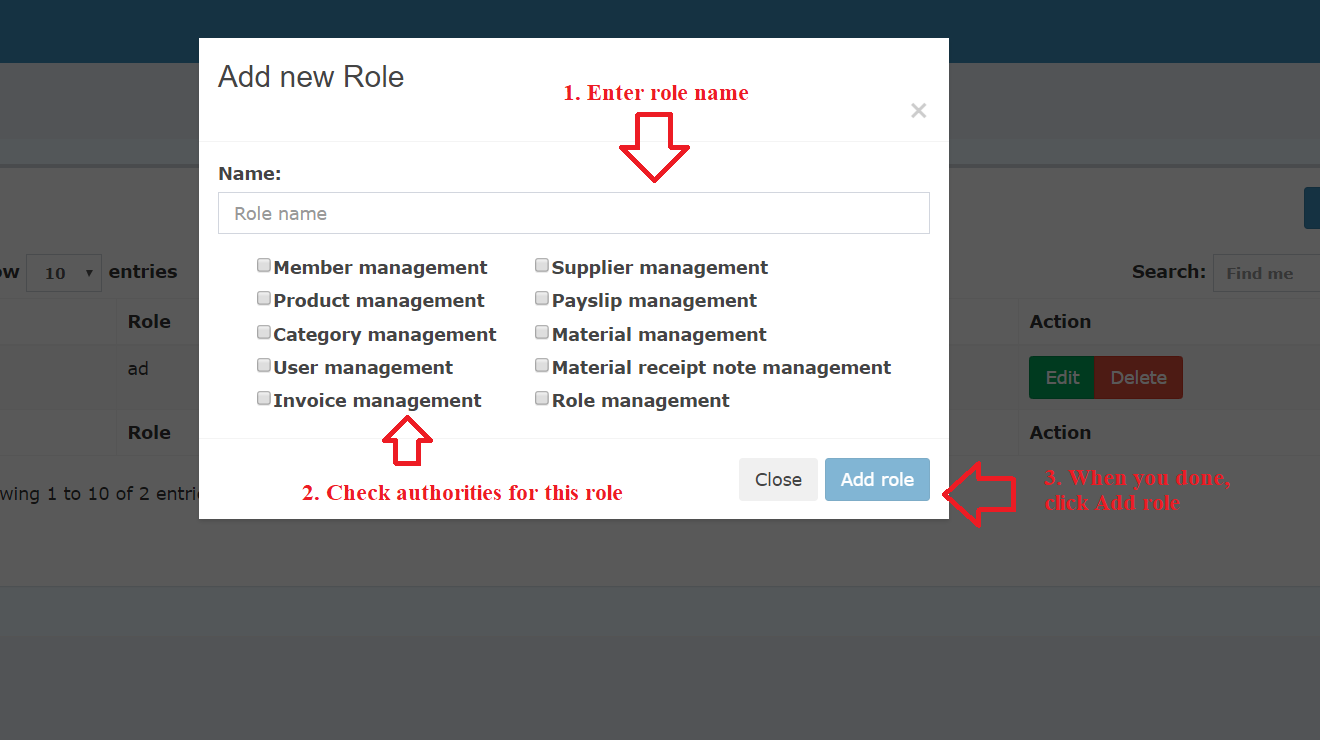 Add new Role
1. Enter role name
×
Name:
Role name
Member management
Supplier management
Product management
Payslip management
Category management
Material management
User management
Material receipt note management
Invoice management
Role management
2. Check authorities for this role
Close
Add role
3. When you done,
click Add role
ow 10 entries
Search: Find me
Role
Action
ad
Edit
Delete
Role
Action
wing 1 to 10 of 2 entri